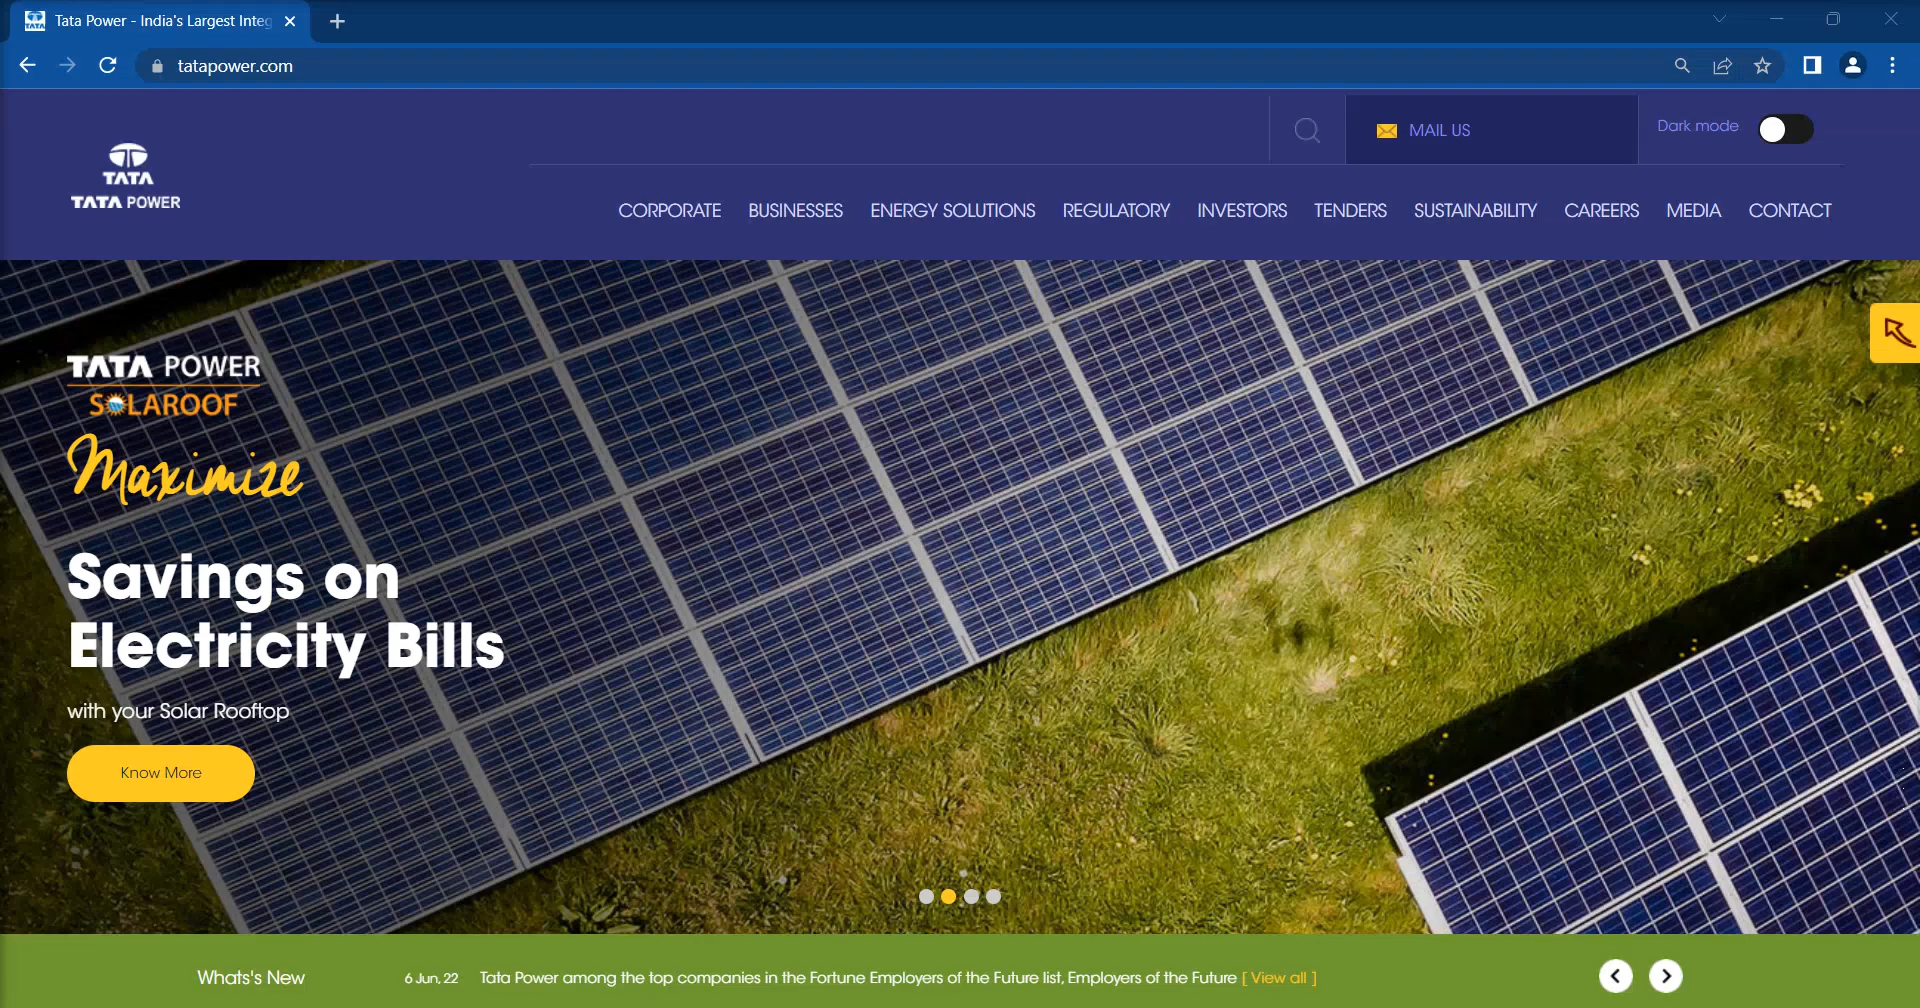 Tata Power - India's Largest Integ
tatapower.com
MAIL US
Dark mode
TATA
TATA POWER
CORPORATE BUSINESSES ENERGY SOLUTIONS REGULATORY INVESTORS TENDERS SUSTAINABILITY CAREERS MEDIA CONTACT
TATA POWER
SOLAROOF
Maximize
Savings on
Electricity Bills
with your Solar Rooftop
Know More
Whats's New 6 Jun, 22 Tata Power among the top companies in the Fortune Employers of the Future list, Employers of the Future [ View all ]